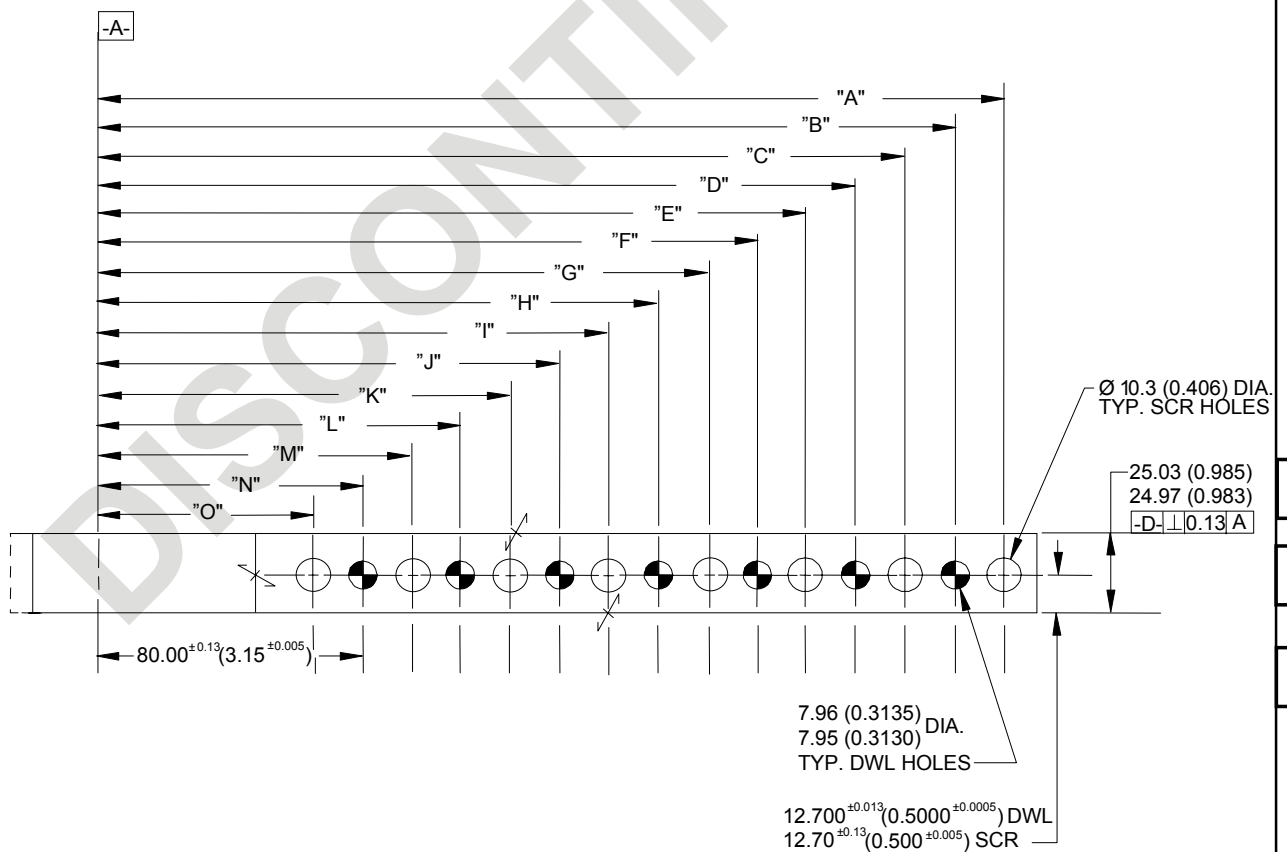 -A-
"A"
"B"
"C"
"D"
"E"
"F"
"G"
"H"
"I"
"J"
"K"
"L"
"M"
"N"
"O"
DISCONTIN
Ø 10.3 (0.406) DIA.
TYP. SCR HOLES
25.03 (0.985)
24.97 (0.983)
-D- ⊥ 0.13 A
80.00±0.13(3.15±0.005)
7.96 (0.3135) DIA.
7.95 (0.3130)
TYP. DWL HOLES
12.700±0.013(0.5000±0.0005) DWL
12.70±0.13(0.500±0.005) SCR